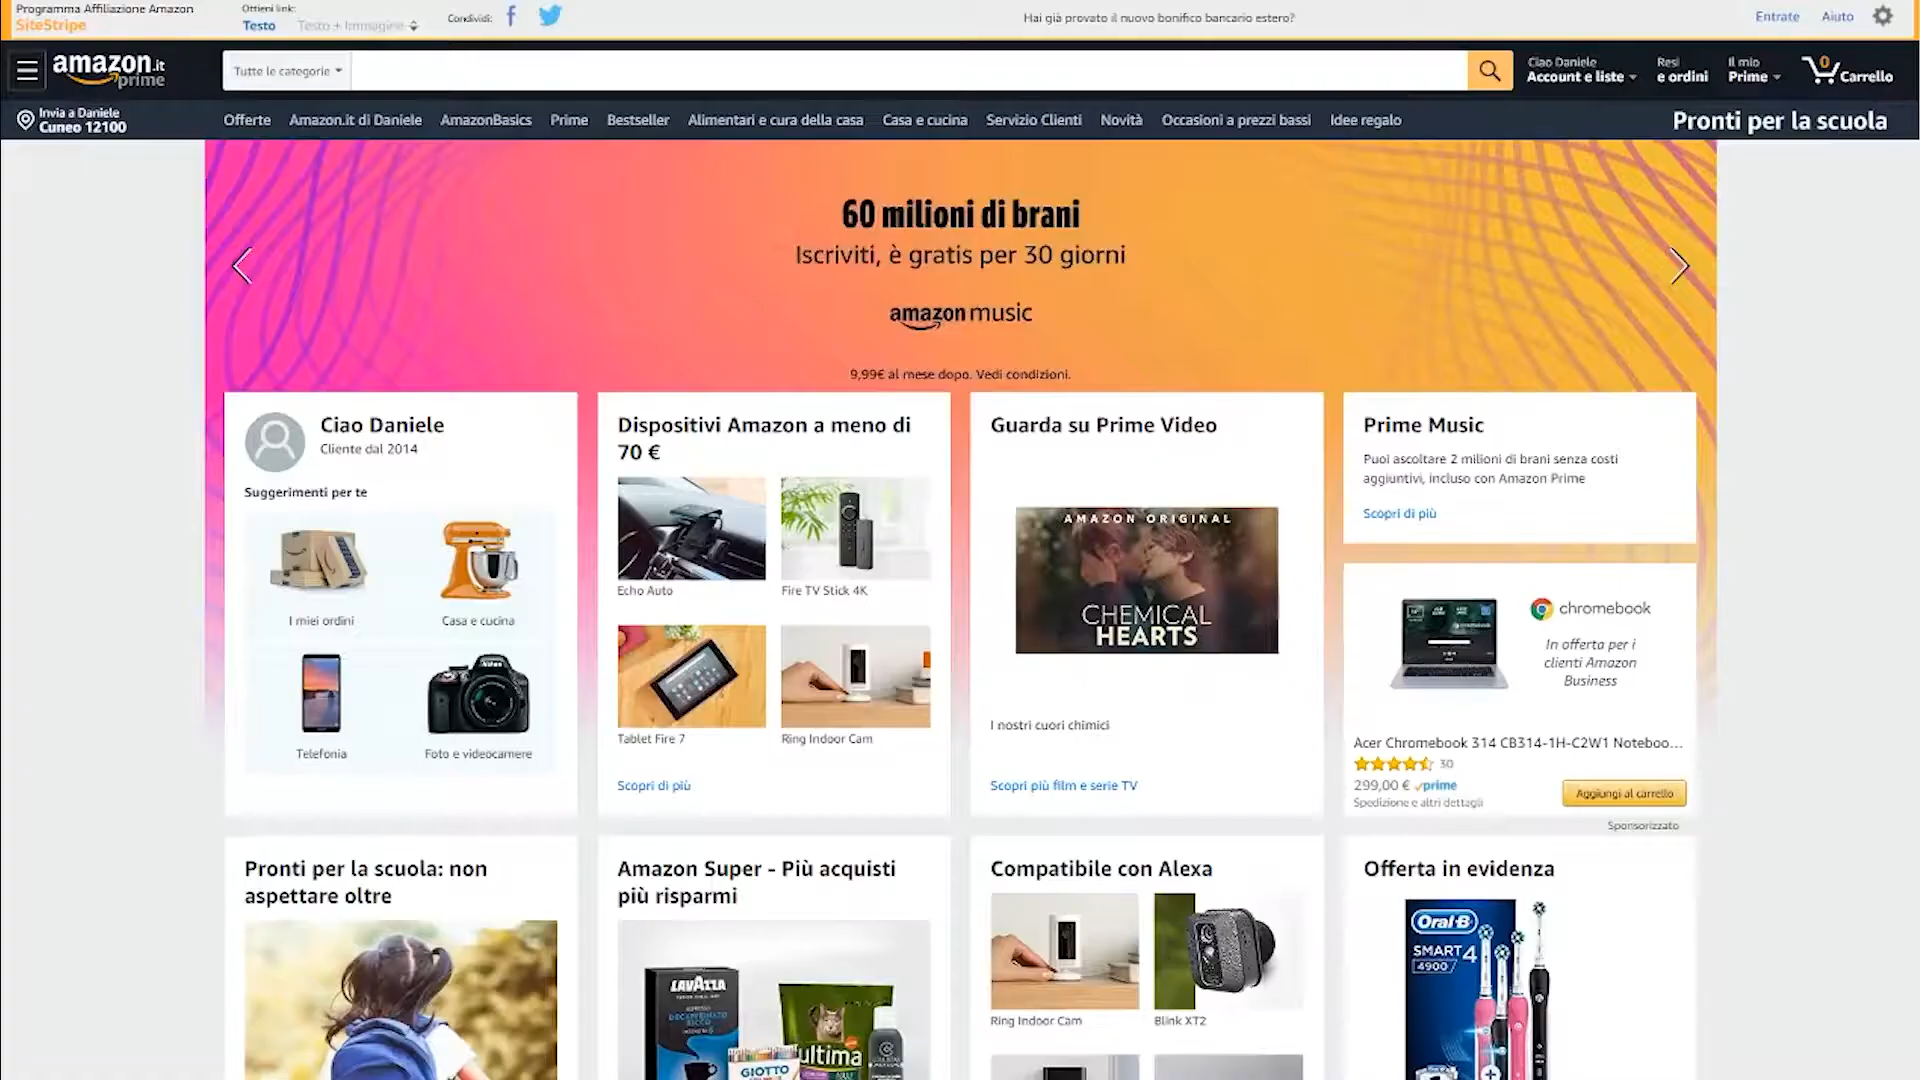 Programma Affiliazione Amazon
SiteStripe
Ottieni link:
Testo
Testo + Immagine
Condividi:
Hai già provato il nuovo bonifico bancario estero?
Entrate
Aiuto
amazon.it
prime
Tutte le categorie
Ciao Daniele
Account e liste
Resi
e ordini
Il mio
Prime
0
Carrello
Invia a Daniele
Cuneo 12100
Offerte
Amazon.it di Daniele
AmazonBasics
Prime
Bestseller
Alimentari e cura della casa
Casa e cucina
Servizio Clienti
Novità
Occasioni a prezzi bassi
Idee regalo
Pronti per la scuola
60 milioni di brani
Iscriviti, è gratis per 30 giorni
amazon music
9,99€ al mese dopo. Vedi condizioni.
Ciao Daniele
Cliente dal 2014
Suggerimenti per te
I miei ordini
Casa e cucina
Telefonia
Foto e videocamere
Dispositivi Amazon a meno di
70 €
Echo Auto
Fire TV Stick 4K
Tablet Fire 7
Ring Indoor Cam
Scopri di più
Guarda su Prime Video
AMAZON ORIGINAL
CHEMICAL
HEARTS
I nostri cuori chimici
Scopri più film e serie TV
Prime Music
Puoi ascoltare 2 milioni di brani senza costi
aggiuntivi, incluso con Amazon Prime
Scopri di più
chromebook
In offerta per i
clienti Amazon
Business
Acer Chromebook 314 CB314-1H-C2W1 Noteboo...
30
299,00 € prime
Spedizione e altri dettagli
Aggiungi al carrello
Sponsorizzato
Pronti per la scuola: non
aspettare oltre
Amazon Super - Più acquisti
più risparmi
LAVAZZA
DECAFFEINATO
RICCO
GIOTTO
ultima
Compatibile con Alexa
Ring Indoor Cam
Blink XT2
Offerta in evidenza
Oral-B
SMART 4
4900